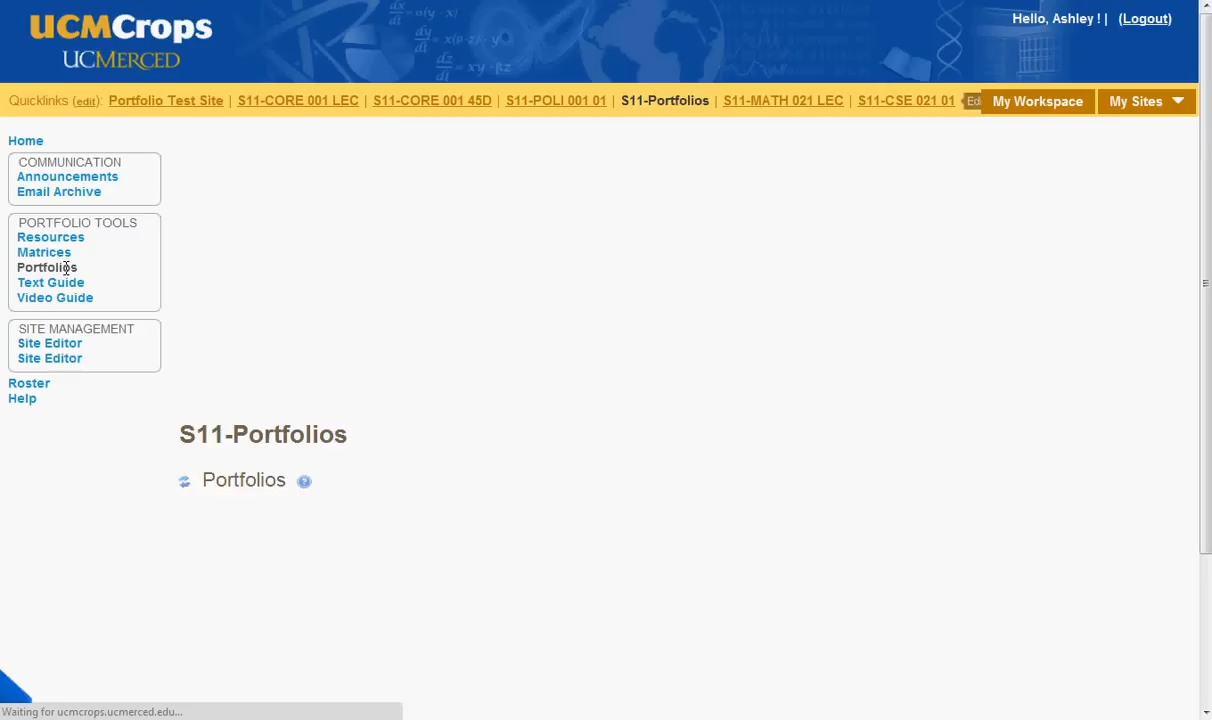 UCMCrops
UCMERCED
Hello, Ashley ! | (Logout)
Quicklinks (edit): Portfolio Test Site | S11-CORE 001 LEC | S11-CORE 001 45D | S11-POLI 001 01 | S11-Portfolios | S11-MATH 021 LEC | S11-CSE 021 01 Edi My Workspace My Sites
Home
COMMUNICATION
Announcements
Email Archive
PORTFOLIO TOOLS
Resources
Matrices
Portfolios
Text Guide
Video Guide
SITE MANAGEMENT
Site Editor
Site Editor
Roster
Help
S11-Portfolios
Portfolios ?
Waiting for ucmcrops.ucmerced.edu...